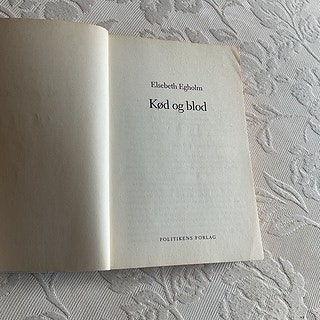 Elsebeth Egholm
Kød og blod
POLITIKENS FORLAG